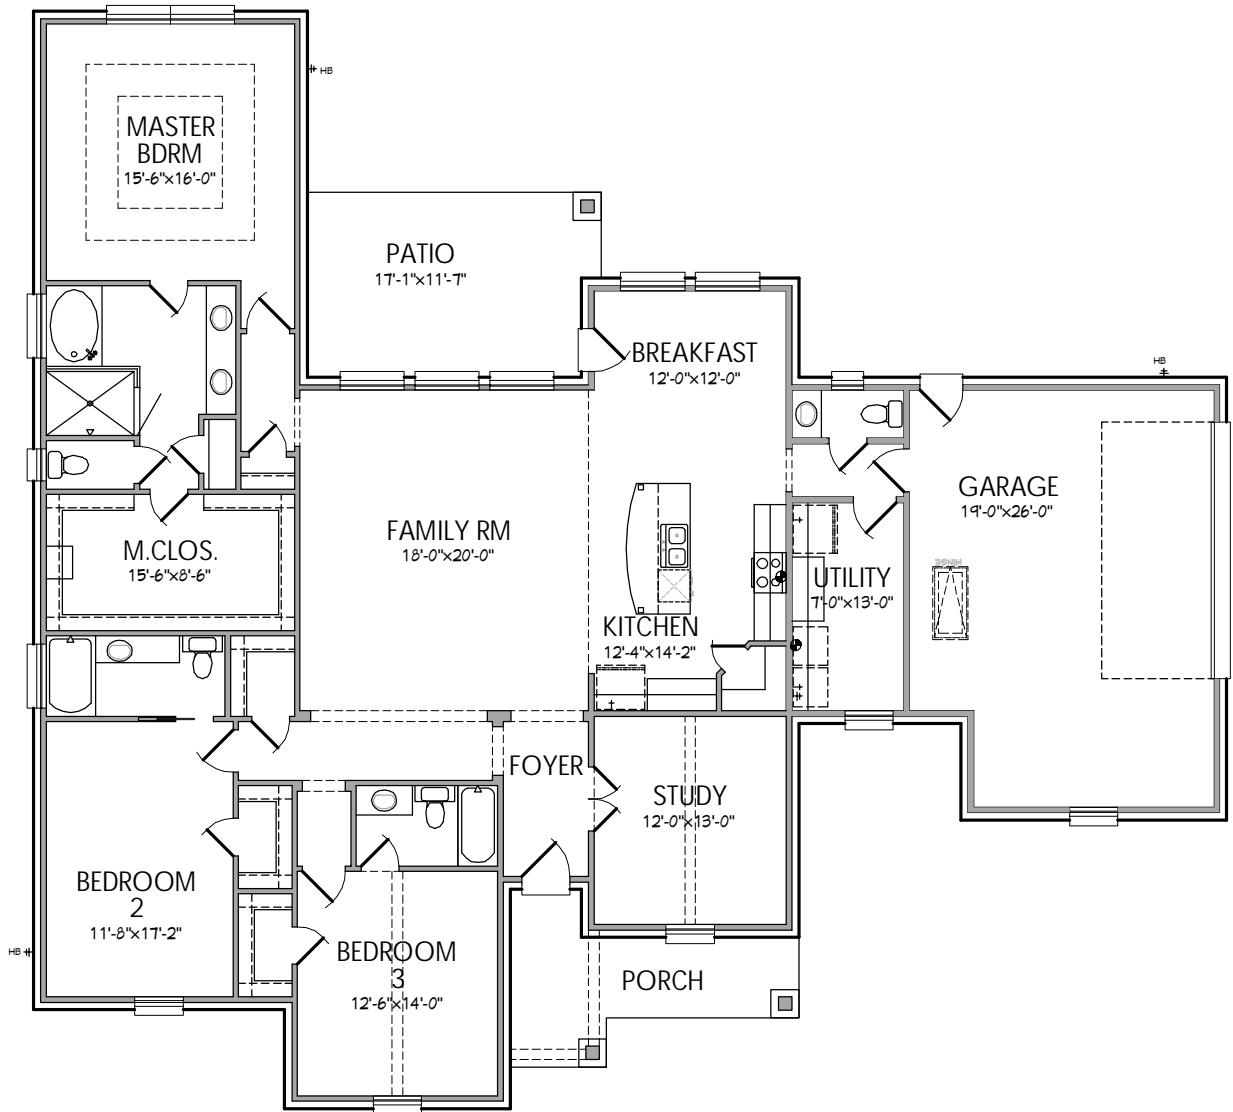 HB
MASTER
BDRM
15'-6"x16'-0"
PATIO
17'-1"x11'-7"
BREAKFAST
12'-0"x12'-0"
HB
GARAGE
19'-0"x26'-0"
FAMILY RM
18'-0"x20'-0"
M.CLOS.
15'-6"x8'-6"
UTILITY
7'-0"x13'-0"
KITCHEN
12'-4"x14'-2"
FOYER
STUDY
12'-0"x13'-0"
BEDROOM
2
11'-8"x17'-2"
HB
BEDROOM
3
12'-6"x14'-0"
PORCH